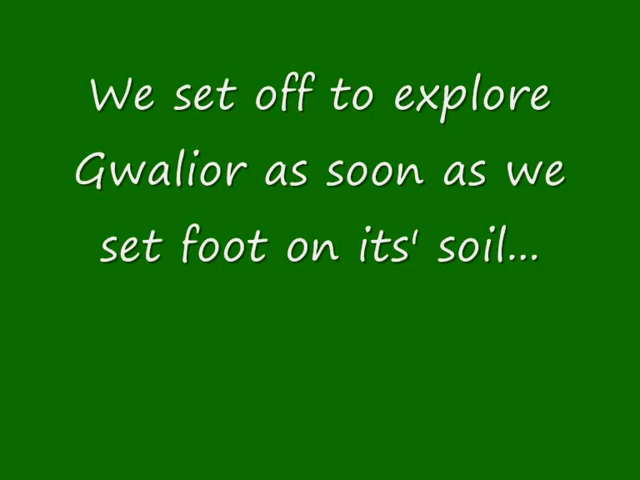 We set off to explore
Gwalior as soon as we
set foot on its' soil...